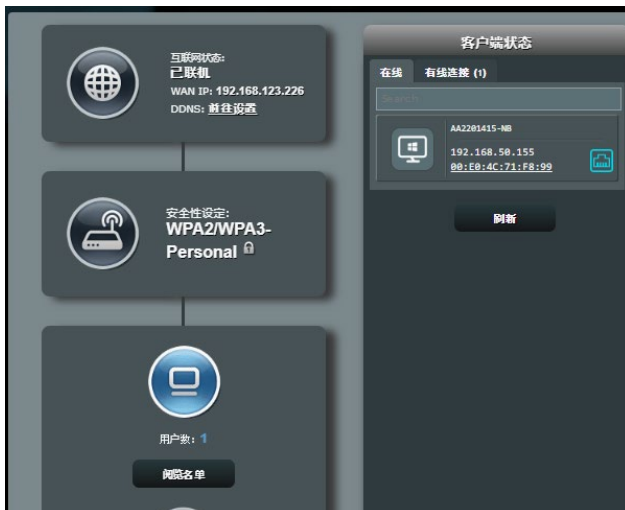 互联网状态:
已联机
WAN IP: 192.168.123.226
DDNS: 前往设置
安全性设定:
WPA2/WPA3-
Personal
用户数: 1
阅览名单
客户端状态
在线 有线连接 (1)
Search
AA2201415-NB
192.168.50.155
00:E0:4C:71:F8:99
刷新